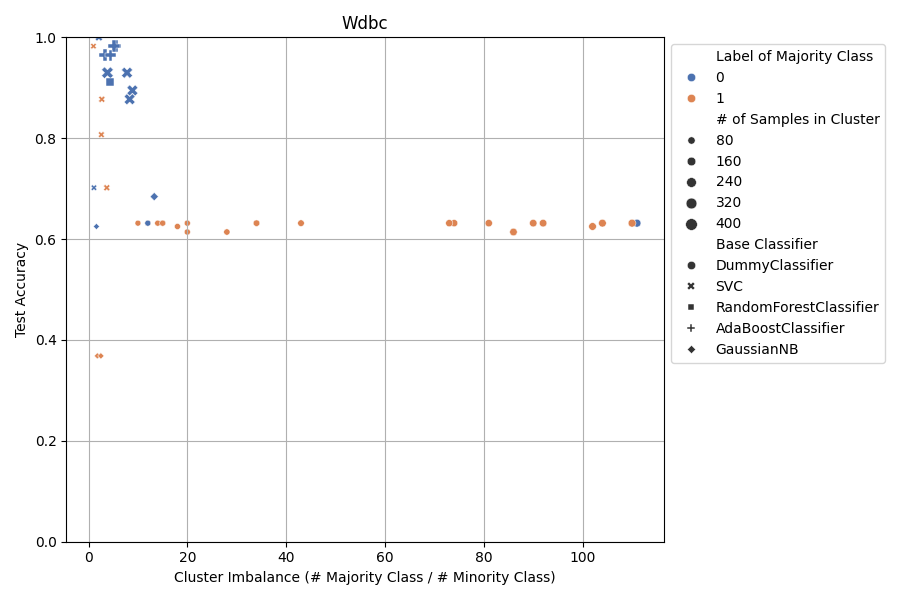 Wdbc
1.0
0.8
0.6
0.4
0.2
0.0
Test Accuracy
0
20
40
60
80
100
Cluster Imbalance (# Majority Class / # Minority Class)
Label of Majority Class
0
1
# of Samples in Cluster
80
160
240
320
400
Base Classifier
DummyClassifier
SVC
RandomForestClassifier
AdaBoostClassifier
GaussianNB